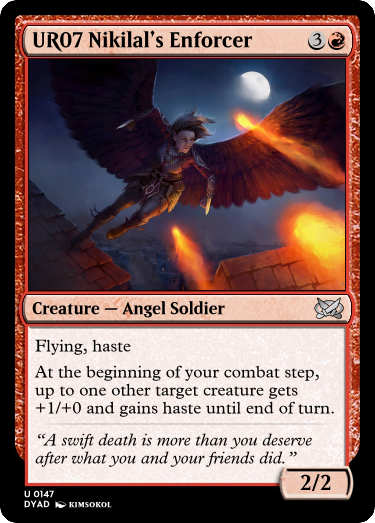 UR07 Nikilal's Enforcer 3
Creature — Angel Soldier
Flying, haste
At the beginning of your combat step,
up to one other target creature gets
+1/+0 and gains haste until end of turn.
“A swift death is more than you deserve
after what you and your friends did.”
2/2
U 0147
DYAD KIMSOKOL